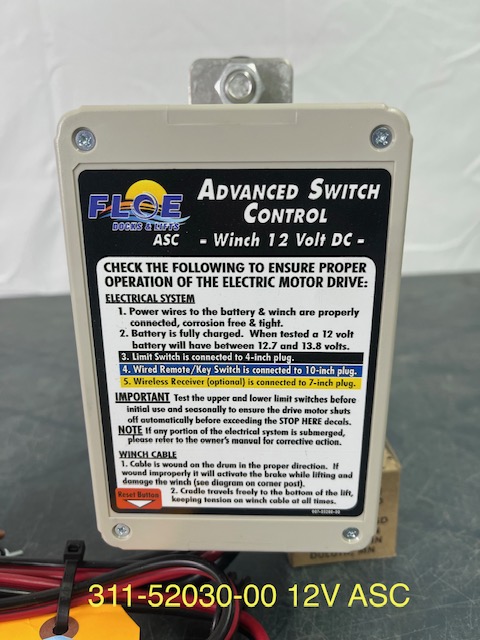 FLOE
DOCKS & LIFTS
ASC
ADVANCED SWITCH
CONTROL
- Winch 12 Volt DC -
CHECK THE FOLLOWING TO ENSURE PROPER
OPERATION OF THE ELECTRIC MOTOR DRIVE:
ELECTRICAL SYSTEM
1. Power wires to the battery & winch are properly
connected, corrosion free & tight.
2. Battery is fully charged. When tested a 12 volt
battery will have between 12.7 and 13.8 volts.
3. Limit Switch is connected to 4-inch plug.
4. Wired Remote/Key Switch is connected to 10-inch plug.
5. Wireless Receiver (optional) is connected to 7-inch plug.
IMPORTANT Test the upper and lower limit switches before
initial use and seasonally to ensure the drive motor shuts
off automatically before exceeding the STOP HERE decals.
NOTE If any portion of the electrical system is submerged,
please refer to the owner's manual for corrective action.
WINCH CABLE
1. Cable is wound on the drum in the proper direction. If
wound improperly it will activate the brake while lifting and
damage the winch (see diagram on corner post).
2. Cradle travels freely to the bottom of the lift,
keeping tension on winch cable at all times.
Reset Button
311-52030-00 12V ASC